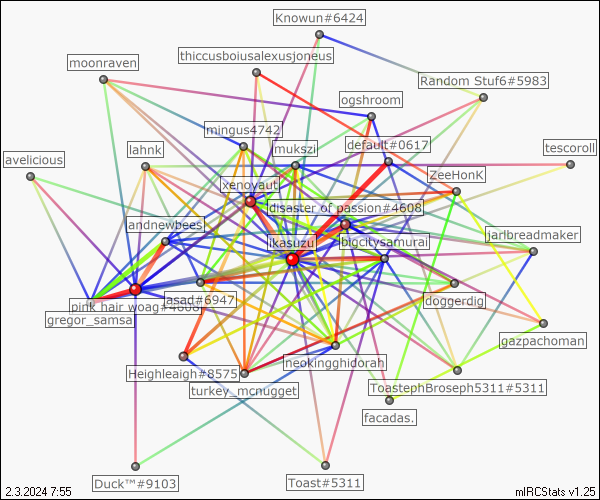 Knowun#6424
thiccusboiusalexusjoneus
moonraven
Random Stuf6#5983
ogshroom
mingus4742
default#0617
lahnk
mukszi
tescoroll
avelicious
ZeeHonK
xenovaut
disaster of passion#4608
andnewbees
jarlbreadmaker
ikasuzu
bigcitysamurai
pink hair woag#4608
asad#6947
doggerdig
gregor_samsa
gazpachoman
neokingghidorah
Heighleaigh#8575
ToastephBroseph5311#5311
turkey_mcnugget
facadas.
Duck™#9103
Toast#5311
2.3.2024 7:55
mIRCStats v1.25